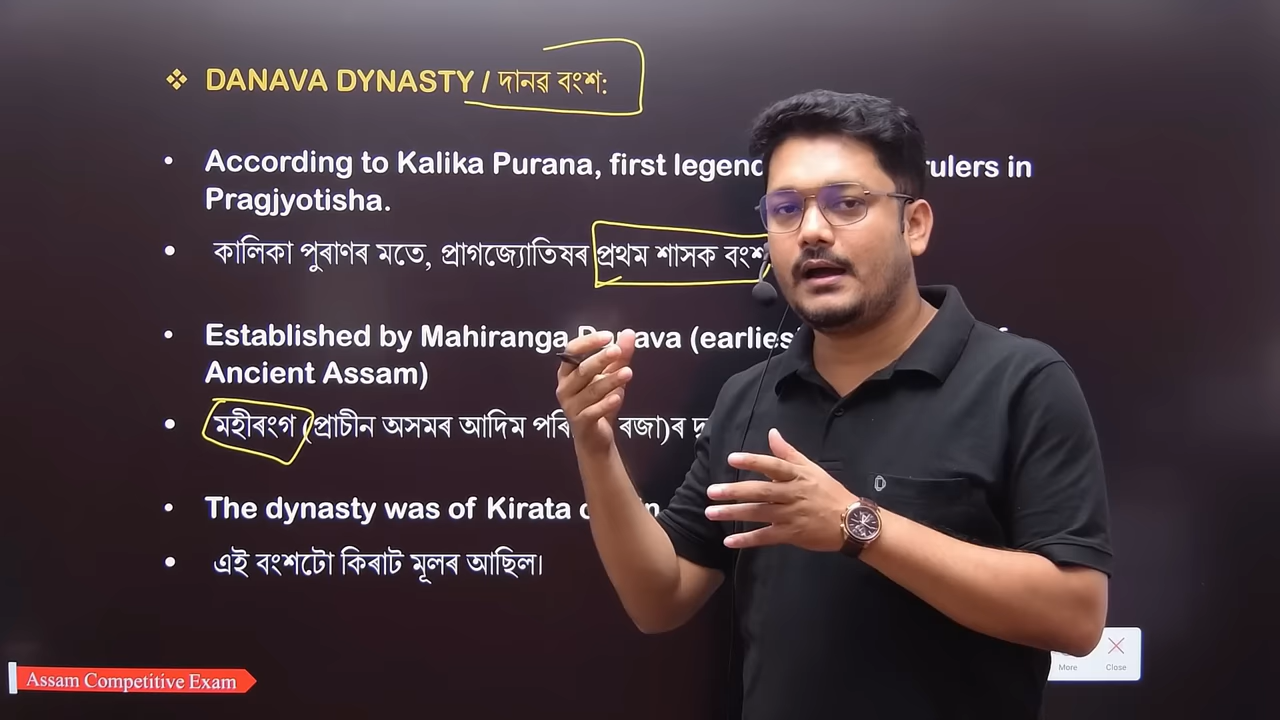 ❖ DANAVA DYNASTY / দানৱ বংশ:
• According to Kalika Purana, first rulers in
Pragjyotisha.
• কালিকা পুৰাণৰ মতে, প্ৰাগজ্যোতিষৰ প্ৰথম শাসক বংশ
• Established by Mahiranga
Ancient Assam)
• মহীৰংগ (প্ৰাচীন অসমৰ আদিম ৰজা)ৰ
• The dynasty was of Kirata
• এই বংশটো কিৰাট মূলৰ আছিল।
Assam Competitive Exam
More Close